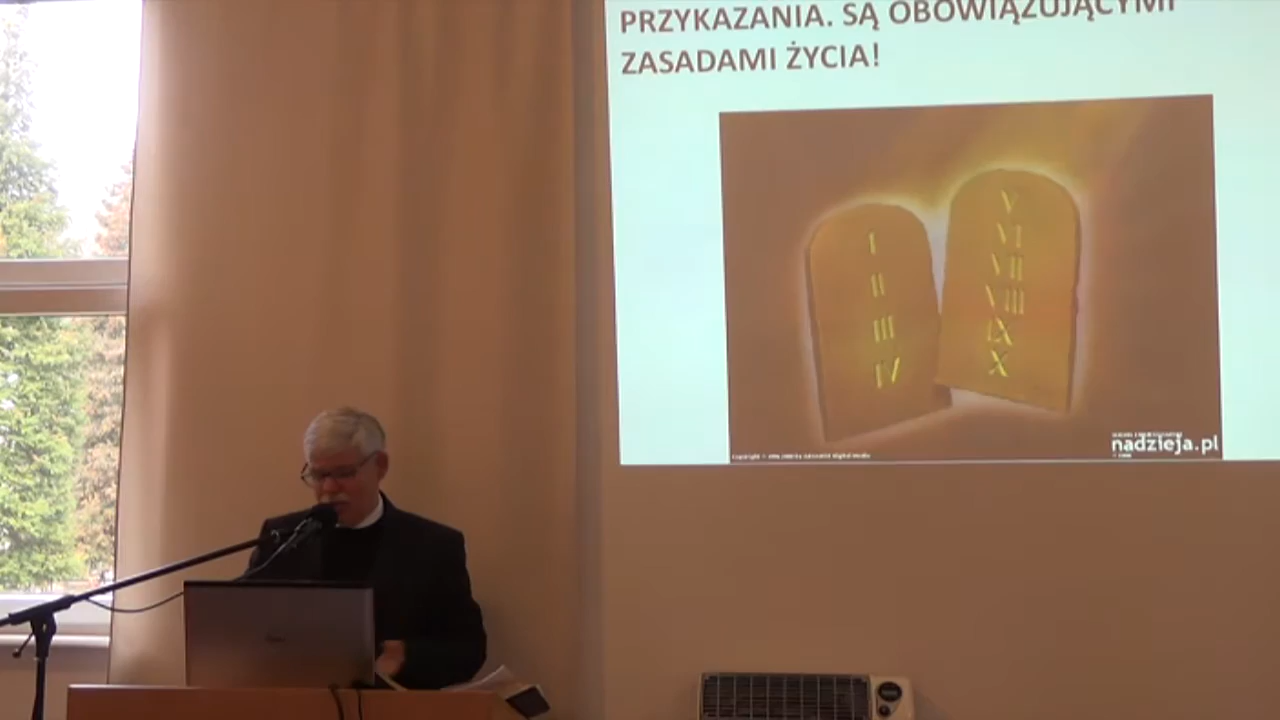 PRZYKAZANIA. SĄ OBOWIĄZUJĄCYMI
ZASADAMI ŻYCIA!
I
II
III
IV
V
VI
VII
VIII
IX
X
nadzieja.pl